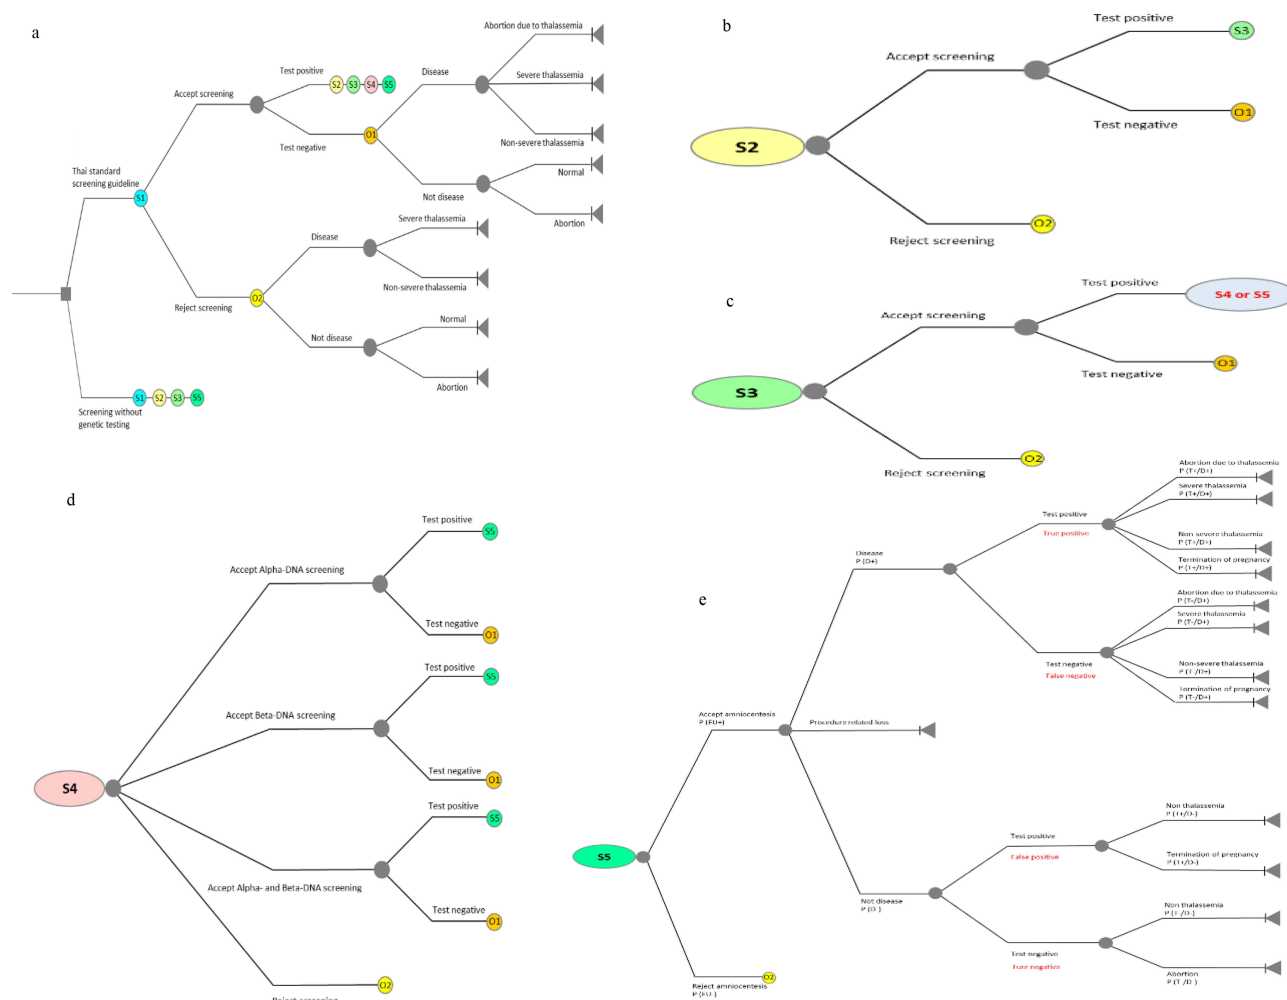 a
Abortion due to thalassemia
Test positive
Disease
Severe thalassemia
S2
S3
S4
S5
Accept screening
O1
Test negative
Non-severe thalassemia
Normal
Thai standard
screening guideline
S1
Not disease
Abortion
Severe thalassemia
Disease
Non-severe thalassemia
O2
Reject screening
Normal
Not disease
Abortion
S1
S2
S3
S5
Screening without
genetic testing
b
Test positive
S3
Accept screening
O1
Test negative
S2
O2
Reject screening
c
Test positive
S4 or S5
Accept screening
O1
Test negative
S3
O2
Reject screening
d
Test positive
S5
Accept Alpha-DNA screening
Test negative
O1
Test positive
S5
Accept Beta-DNA screening
Test negative
O1
S4
Test positive
S5
Accept Alpha- and Beta-DNA screening
Test negative
O1
O2
Reject screening
e
Abortion due to thalassemia
P (T+/D+)
Severe thalassemia
P (T+/D+)
Test positive
True positive
Non-severe thalassemia
P (T+/D+)
Termination of pregnancy
P (T+/D+)
Disease
P (D+)
Abortion due to thalassemia
P (T-/D+)
Severe thalassemia
P (T-/D+)
Test negative
False negative
Non-severe thalassemia
P (T-/D+)
Termination of pregnancy
P (T-/D+)
Accept amniocentesis
P (FU+)
Procedure related loss
S5
Non thalassemia
P (T+/D-)
Test positive
False positive
Termination of pregnancy
P (T+/D-)
Not disease
P (D-)
Non thalassemia
P (T-/D-)
Test negative
Ture negative
Abortion
P (T-/D-)
O2
Reject amniocentesis
P (FU-)